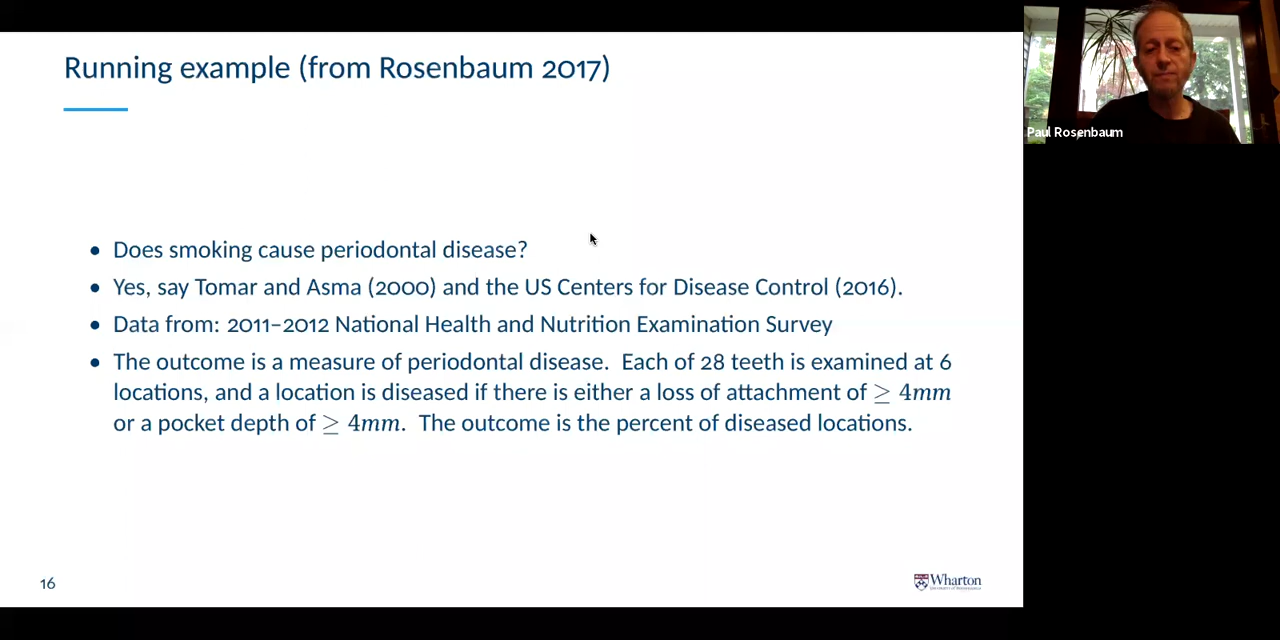 Running example (from Rosenbaum 2017)
Paul Rosenbaum
• Does smoking cause periodontal disease?
• Yes, say Tomar and Asma (2000) and the US Centers for Disease Control (2016).
• Data from: 2011–2012 National Health and Nutrition Examination Survey
• The outcome is a measure of periodontal disease. Each of 28 teeth is examined at 6
locations, and a location is diseased if there is either a loss of attachment of ≥ 4mm
or a pocket depth of ≥ 4mm. The outcome is the percent of diseased locations.
16
Wharton